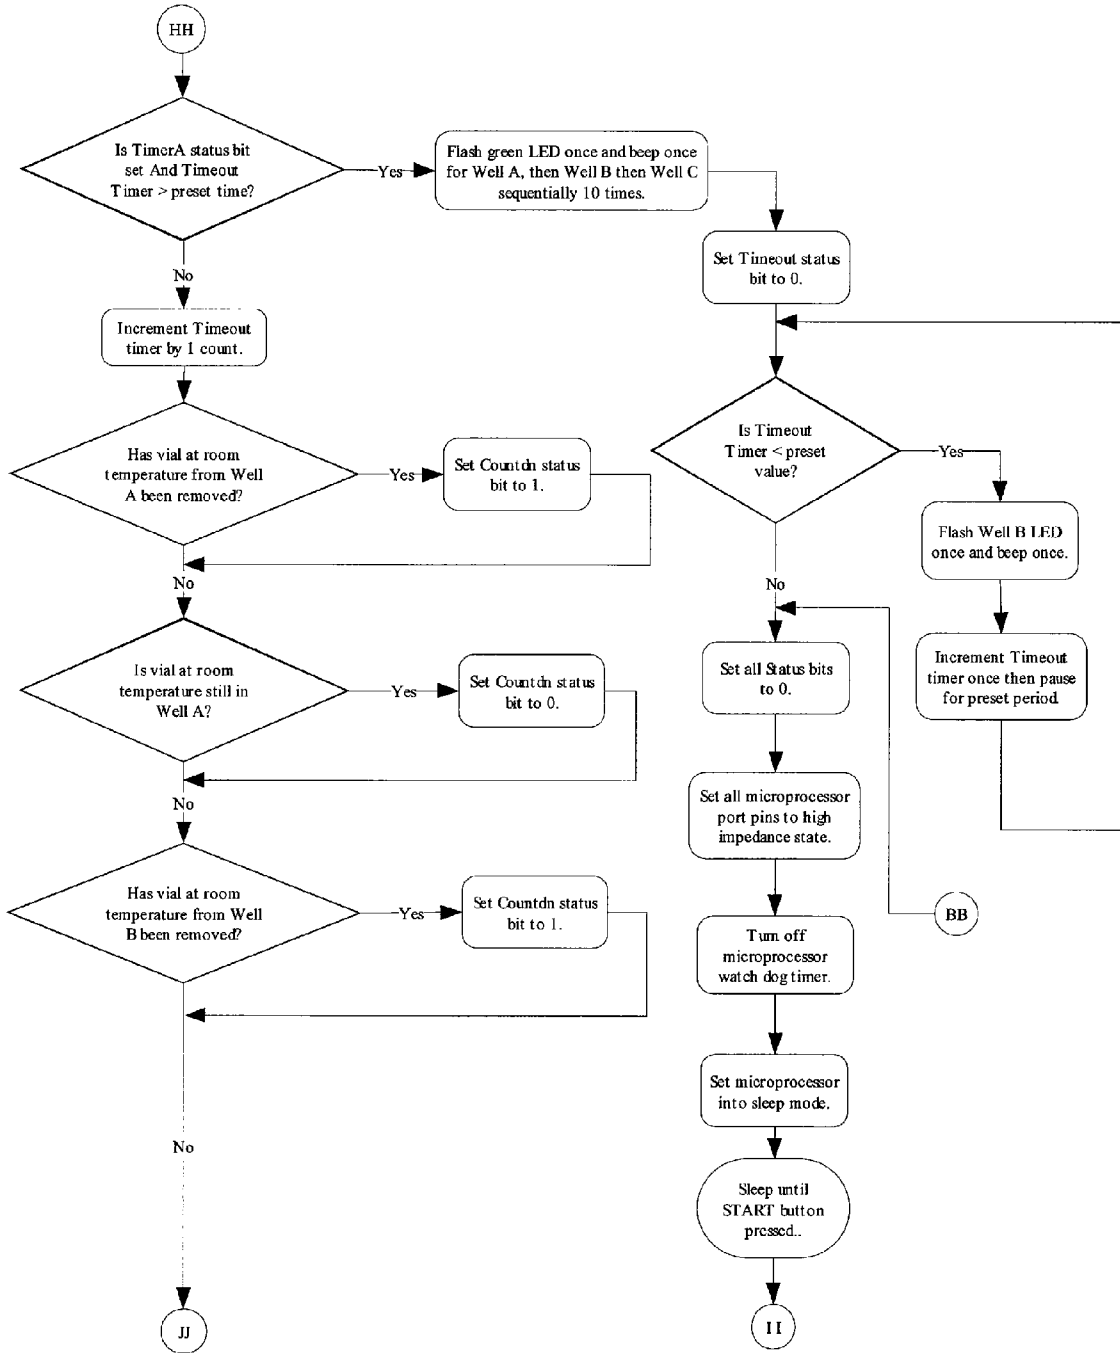 HH
Is TimerA status bit
set And Timeout
Timer > preset time?
Yes
Flash green LED once and beep once
for Well A, then Well B then Well C
sequentially 10 times.
Set Timeout status
bit to 0.
No
Increment Timeout
timer by 1 count.
Has vial at room
temperature from Well
A been removed?
Yes
Set Countdn status
bit to 1.
No
Is vial at room
temperature still in
Well A?
Yes
Set Countdn status
bit to 0.
No
Has vial at room
temperature from Well
B been removed?
Yes
Set Countdn status
bit to 1.
No
JJ
Is Timeout
Timer < preset
value?
Yes
Flash Well B LED
once and beep once.
Increment Timeout
timer once then pause
for preset period.
No
Set all Status bits
to 0.
Set all microprocessor
port pins to high
impedance state.
BB
Turn off
microprocessor
watch dog timer.
Set microprocessor
into sleep mode.
Sleep until
START button
pressed..
II